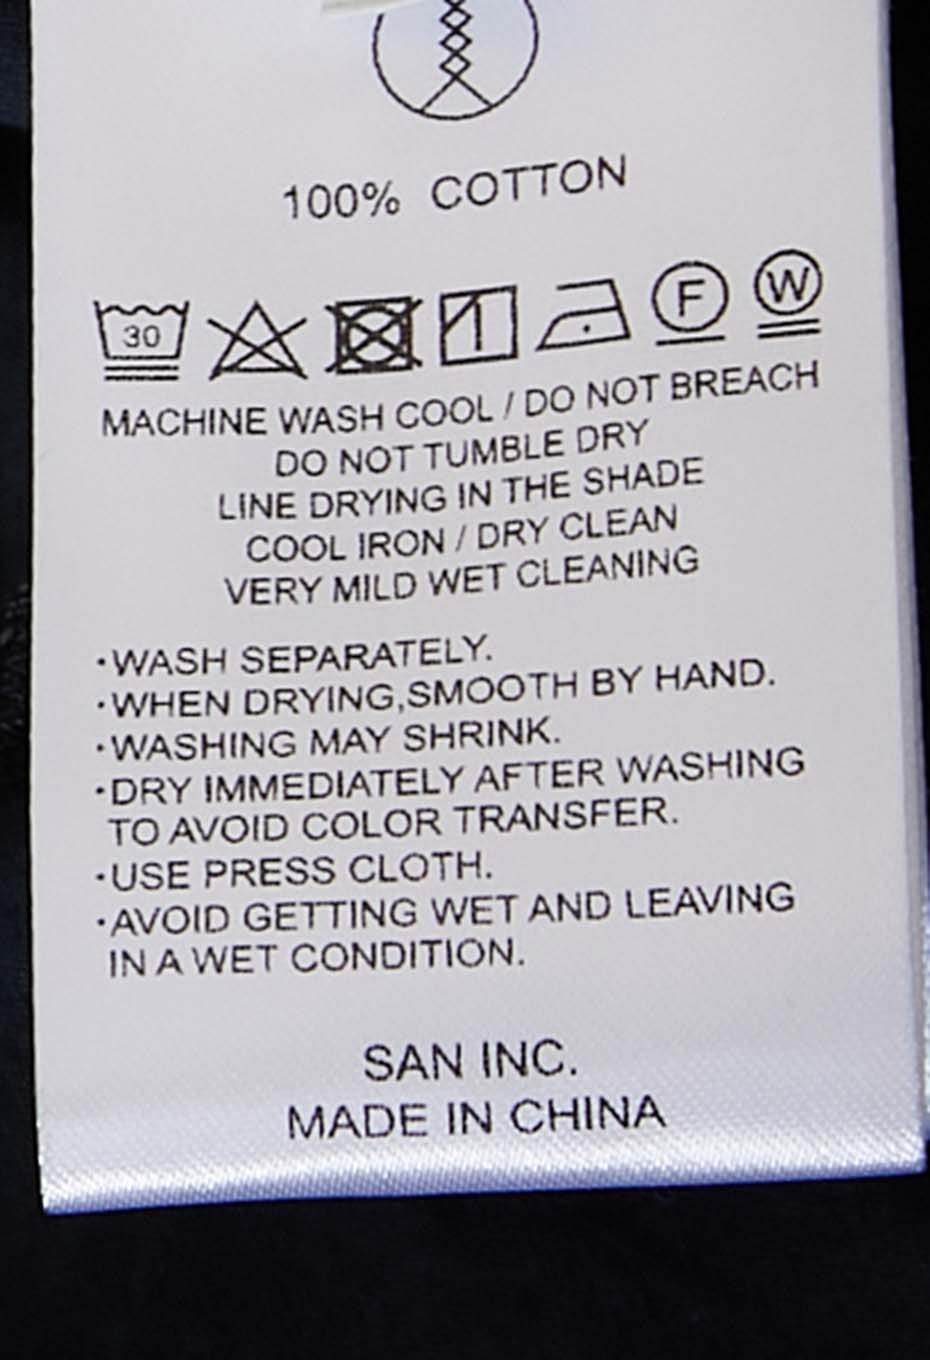 100% COTTON
30 F W
MACHINE WASH COOL / DO NOT BREACH
DO NOT TUMBLE DRY
LINE DRYING IN THE SHADE
COOL IRON / DRY CLEAN
VERY MILD WET CLEANING
·WASH SEPARATELY.
·WHEN DRYING,SMOOTH BY HAND.
·WASHING MAY SHRINK.
·DRY IMMEDIATELY AFTER WASHING
TO AVOID COLOR TRANSFER.
·USE PRESS CLOTH.
·AVOID GETTING WET AND LEAVING
IN A WET CONDITION.
SAN INC.
MADE IN CHINA